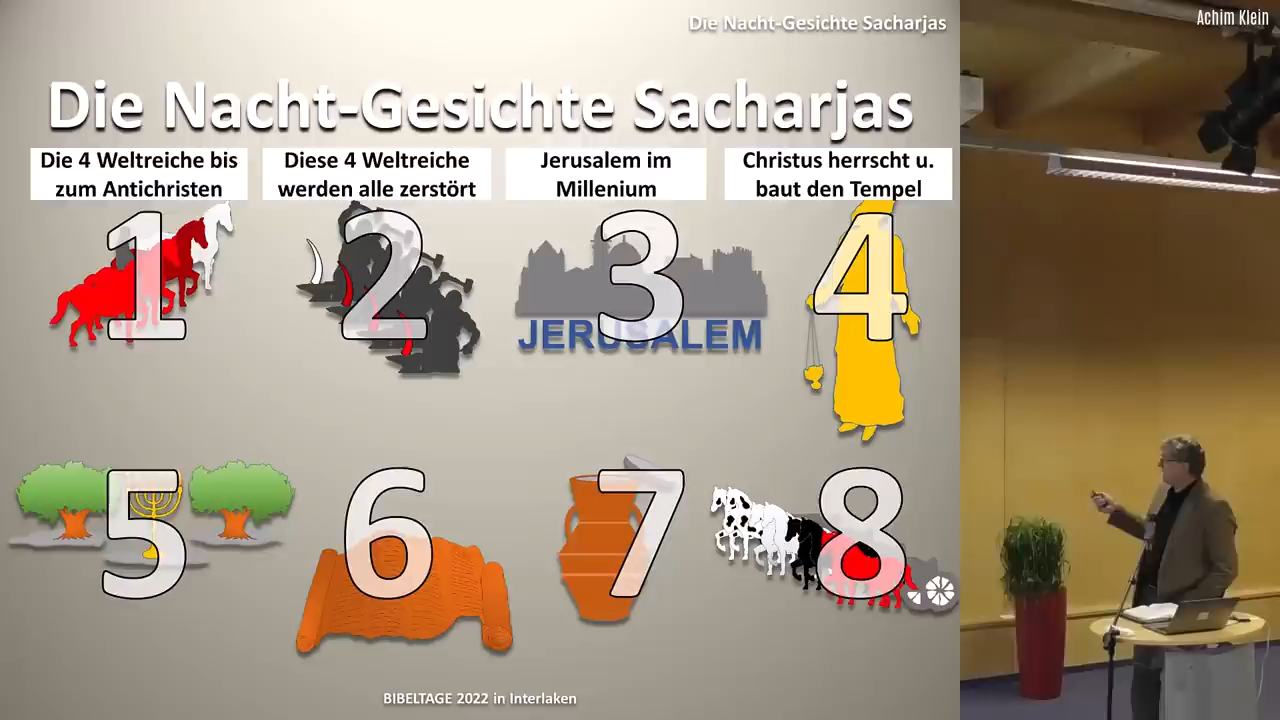 Die Nacht-Gesichte Sacharjas
Achim Klein
Die Nacht-Gesichte Sacharjas
Die 4 Weltreiche bis
zum Antichristen
Diese 4 Weltreiche
werden alle zerstört
Jerusalem im
Millenium
Christus herrscht u.
baut den Tempel
1
2
3
4
JERUSALEM
5
6
7
8
BIBELTAGE 2022 in Interlaken